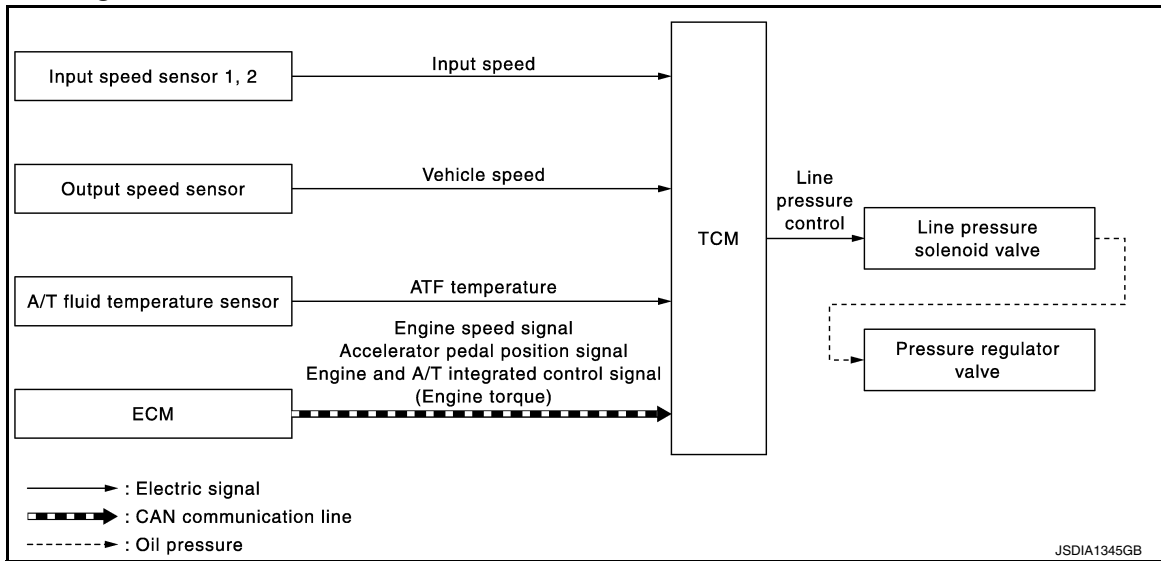 Input speed sensor 1, 2
Input speed
Output speed sensor
Vehicle speed
A/T fluid temperature sensor
ATF temperature
Engine speed signal
Accelerator pedal position signal
Engine and A/T integrated control signal
(Engine torque)
ECM
TCM
Line
pressure
control
Line pressure
solenoid valve
Pressure regulator
valve
: Electric signal
: CAN communication line
: Oil pressure
JSDIA1345GB